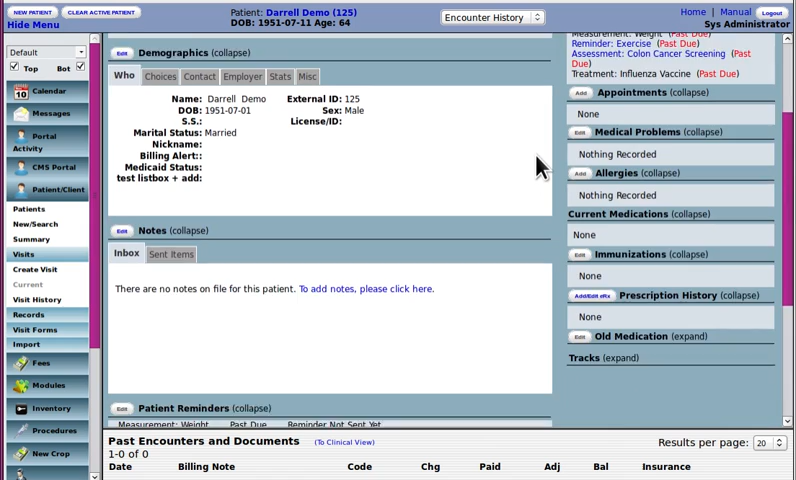 NEW PATIENT CLEAR ACTIVE PATIENT
Hide Menu
Patient: Darrell Demo (125)
DOB: 1951-07-11 Age: 64
Encounter History
Home | Manual Logout
Sys Administrator
Default
Top Bot
Calendar
Messages
Portal
Activity
CMS Portal
Patient/Client
Patients
New/Search
Summary
Visits
Create Visit
Current
Visit History
Records
Visit Forms
Import
Fees
Modules
Inventory
Procedures
New Crop
Edit Demographics (collapse)
Who Choices Contact Employer Stats Misc
Name: Darrell Demo External ID: 125
DOB: 1951-07-01 Sex: Male
S.S.: License/ID:
Marital Status: Married
Nickname:
Billing Alert::
Medicaid Status:
test listbox + add:
Edit Notes (collapse)
Inbox Sent Items
There are no notes on file for this patient. To add notes, please click here.
Edit Patient Reminders (collapse)
Measurement: Weight Past Due Reminder Not Sent Yet
Measurement: Weight (Past Due)
Reminder: Exercise (Past Due)
Assessment: Colon Cancer Screening (Past
Due)
Treatment: Influenza Vaccine (Past Due)
Add Appointments (collapse)
None
Edit Medical Problems (collapse)
Nothing Recorded
Add Allergies (collapse)
Nothing Recorded
Current Medications (collapse)
None
Edit Immunizations (collapse)
None
Add/Edit eRx Prescription History (collapse)
None
Edit Old Medication (expand)
Tracks (expand)
Past Encounters and Documents (To Clinical View) Results per page: 20
1-0 of 0
Date Billing Note Code Chg Paid Adj Bal Insurance